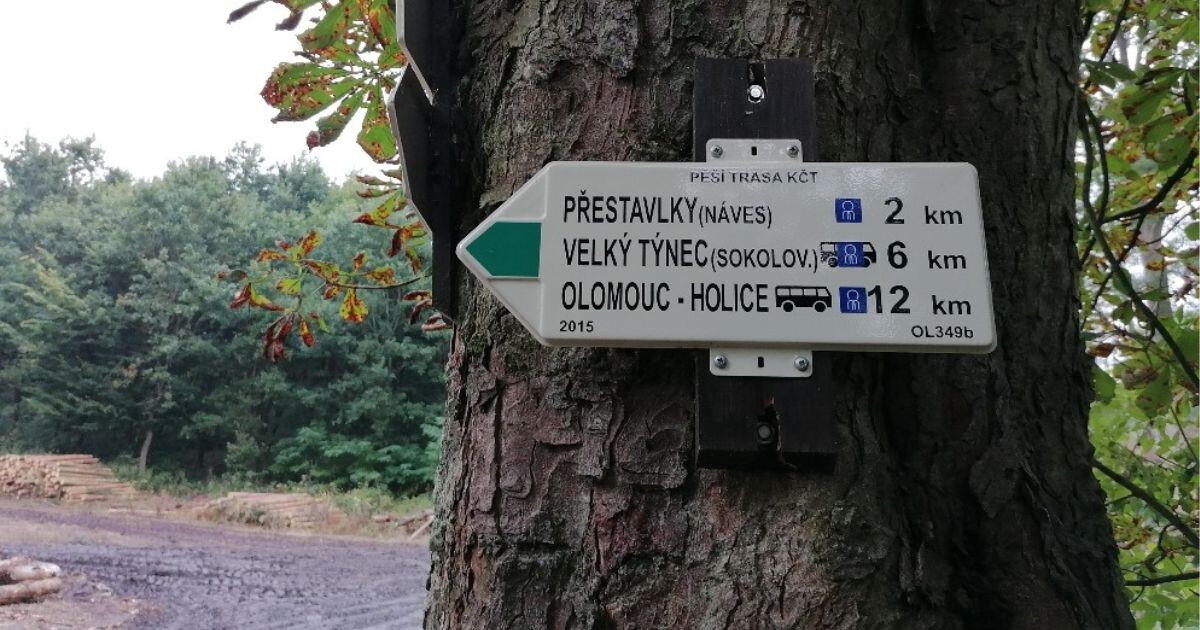 PĚŠÍ TRASA KČT
PŘESTAVLKY (NÁVES) 2 km
VELKÝ TÝNEC (SOKOLOV.) 6 km
OLOMOUC - HOLICE 12 km
2015 OL349b